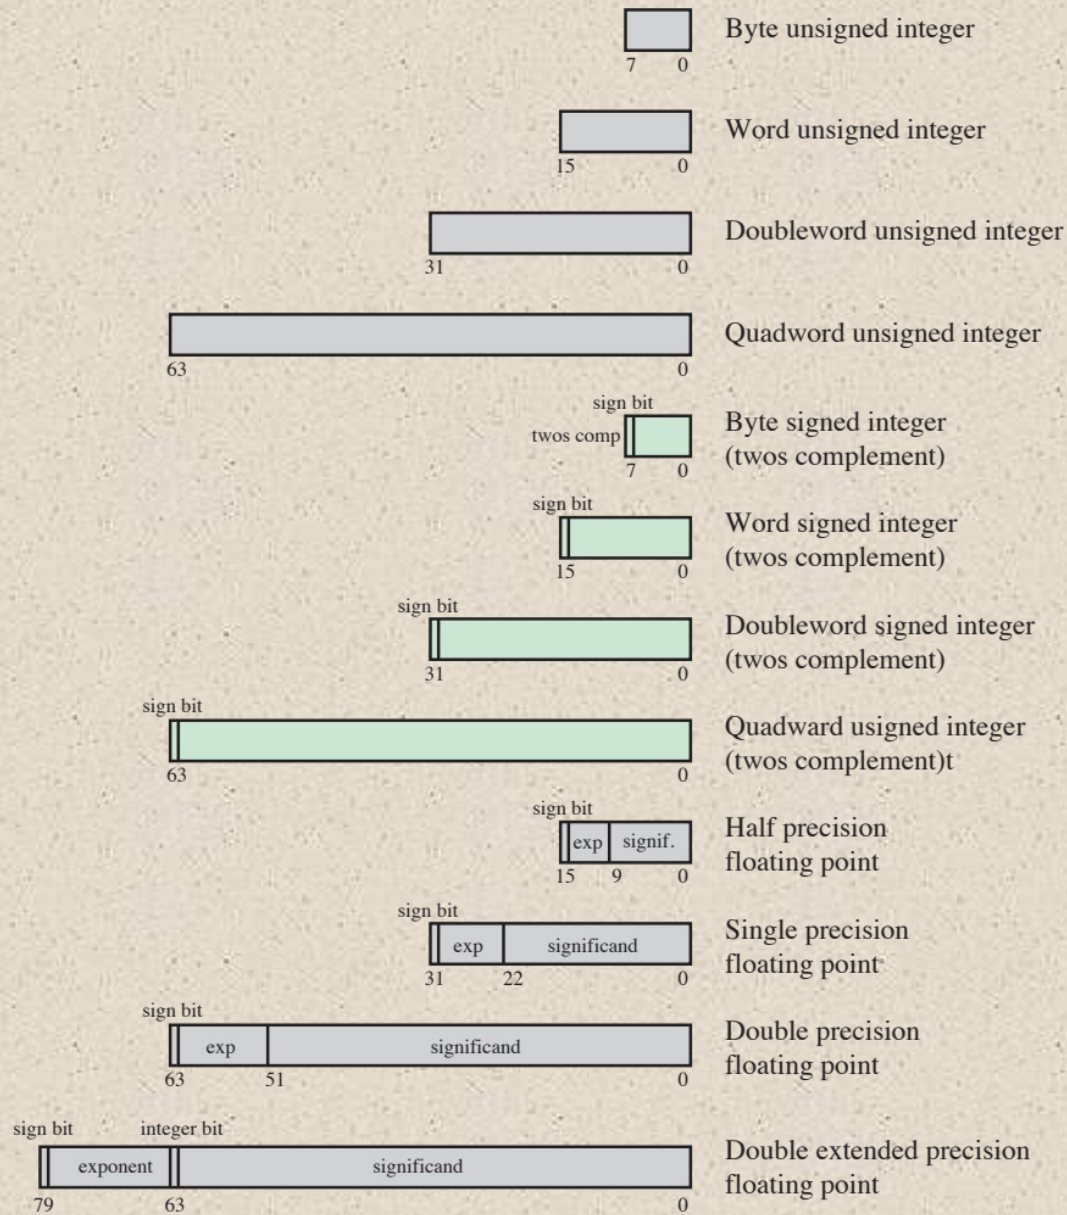 Byte unsigned integer
7 0
Word unsigned integer
15 0
Doubleword unsigned integer
31 0
Quadword unsigned integer
63 0
sign bit
twos comp
Byte signed integer
(twos complement)
7 0
sign bit
Word signed integer
(twos complement)
15 0
sign bit
Doubleword signed integer
(twos complement)
31 0
sign bit
Quadward usigned integer
(twos complement)t
63 0
sign bit
exp signif.
Half precision
floating point
15 9 0
sign bit
exp significand
Single precision
floating point
31 22 0
sign bit
exp significand
Double precision
floating point
63 51 0
sign bit integer bit
exponent significand
Double extended precision
floating point
79 63 0